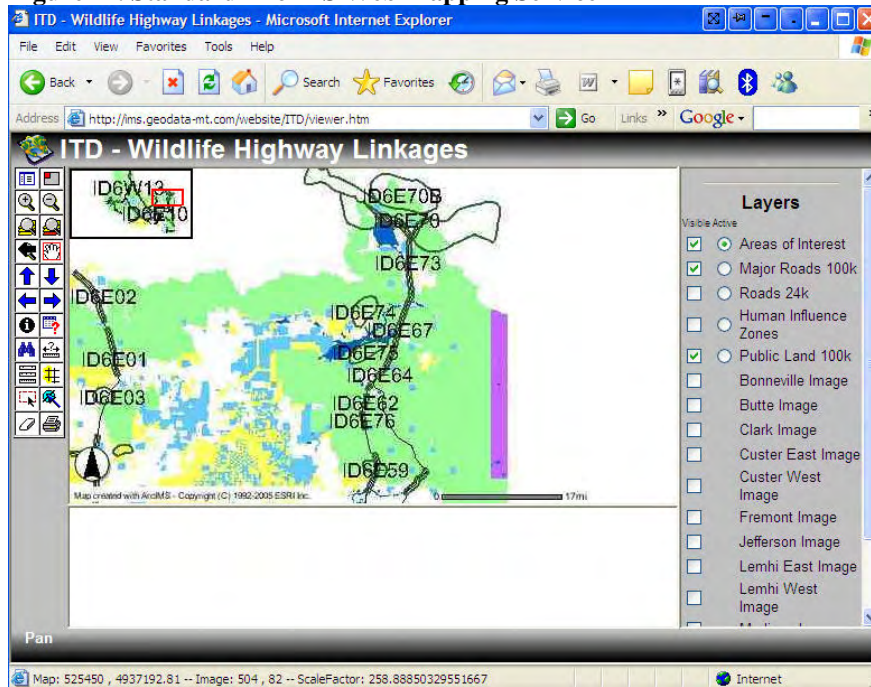 ITD - Wildlife Highway Linkages - Microsoft Internet Explorer
File Edit View Favorites Tools Help
Back Search Favorites
Address http://ims.geodata-mt.com/website/ITD/viewer.htm Go Links » Google
ITD - Wildlife Highway Linkages
ID6W13
ID6E10
ID6E70B
ID6E70
ID6E73
ID6E02
ID6E74
ID6E67
ID6E75
ID6E01
ID6E64
ID6E03
ID6E62
ID6E76
ID6E59
Map created with ArcIMS - Copyright (C) 1992-2005 ESRI Inc.
0 17mi
Layers
Visible Active
Areas of Interest
Major Roads 100k
Roads 24k
Human Influence
Zones
Public Land 100k
Bonneville Image
Butte Image
Clark Image
Custer East Image
Custer West
Image
Fremont Image
Jefferson Image
Lemhi East Image
Lemhi West
Image
Pan
Map: 525450 , 4937192.81 -- Image: 504 , 82 -- ScaleFactor: 258.88850329551667
Internet